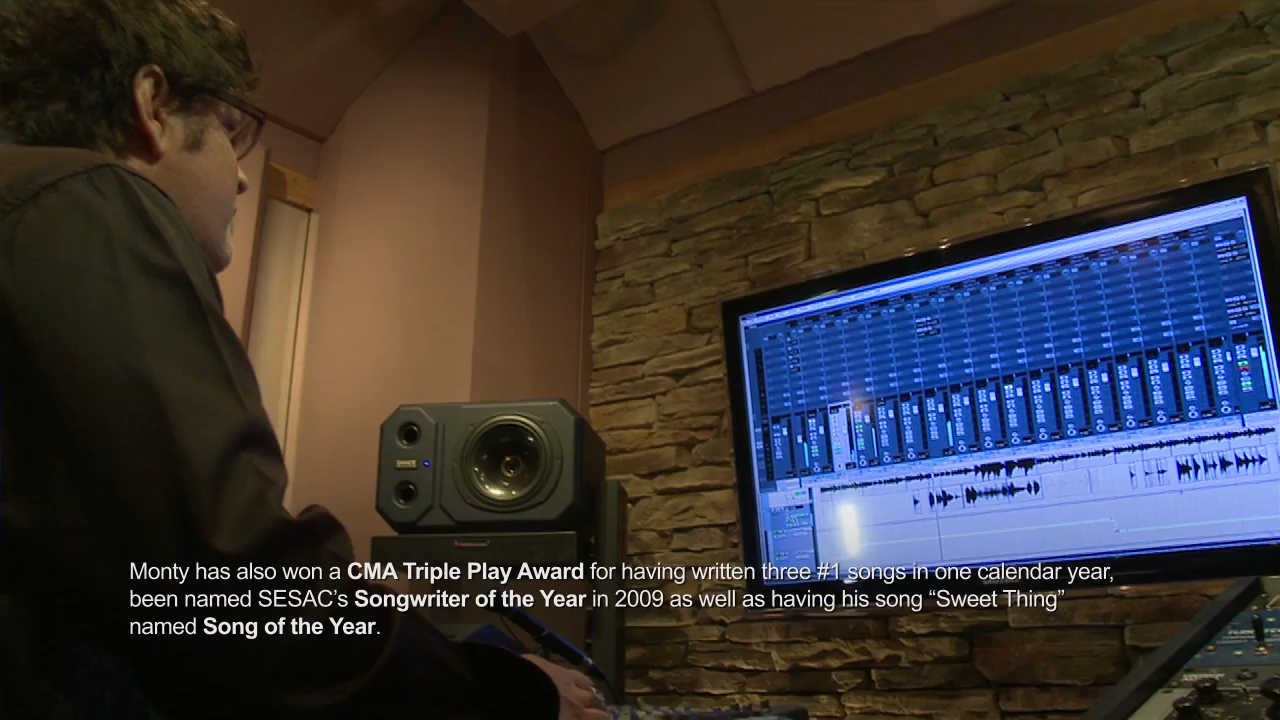 Monty has also won a CMA Triple Play Award for having written three #1 songs in one calendar year,
been named SESAC’s Songwriter of the Year in 2009 as well as having his song “Sweet Thing”
named Song of the Year.